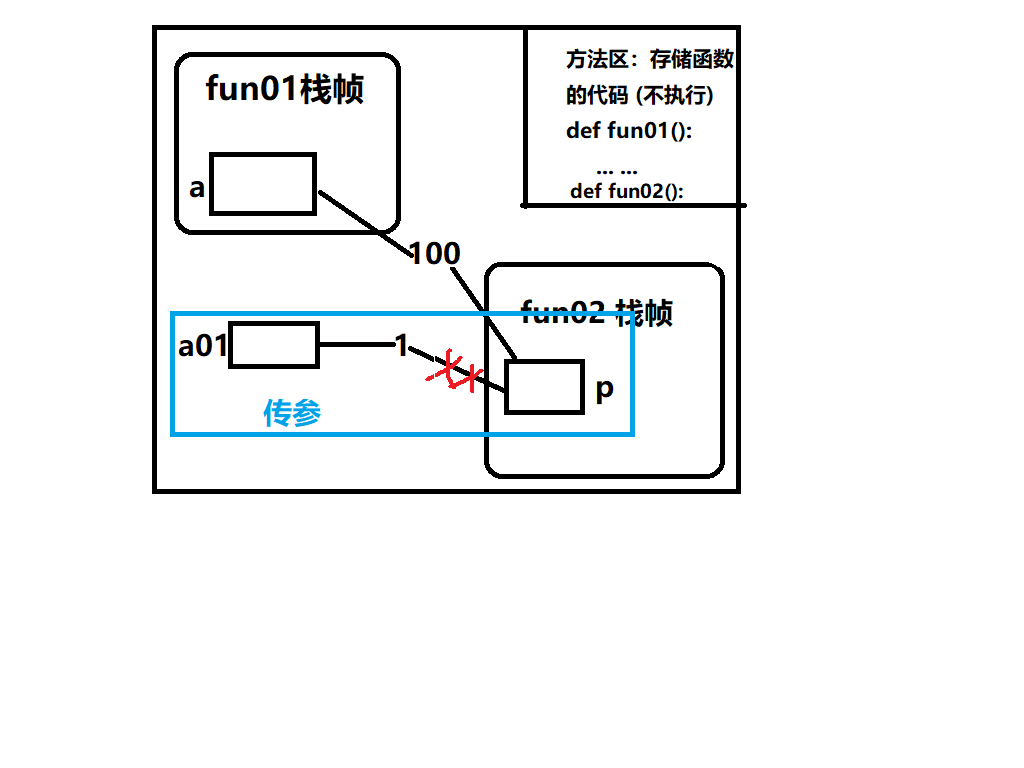 fun01栈帧
a
方法区：存储函数
的代码 (不执行)
def fun01():
... ...
def fun02():
100
fun02 栈帧
a01
1
p
传参